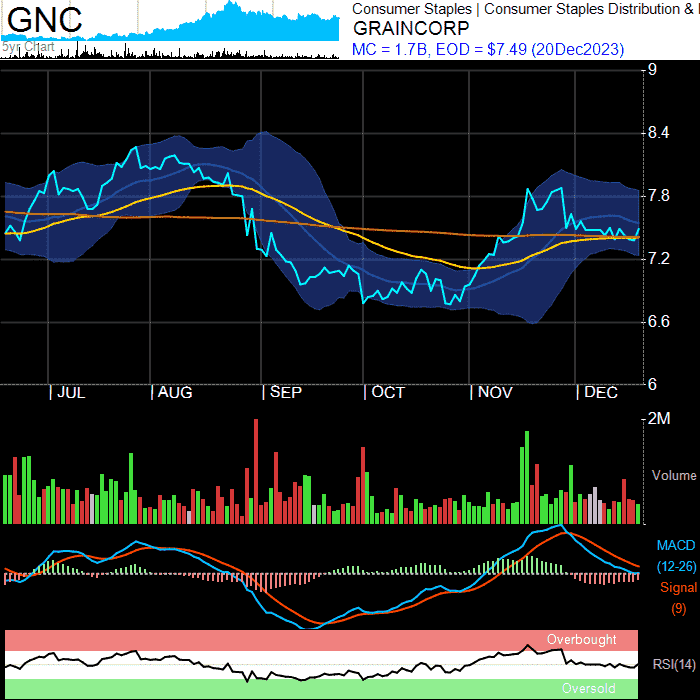 GNC
5yr Chart
Consumer Staples | Consumer Staples Distribution &
GRAINCORP
MC = 1.7B, EOD = $7.49 (20Dec2023)
9
8.4
7.8
7.2
6.6
6
| JUL | AUG | SEP | OCT | NOV | DEC
2M
Volume
MACD
(12-26)
Signal
(9)
Overbought
RSI(14)
Oversold